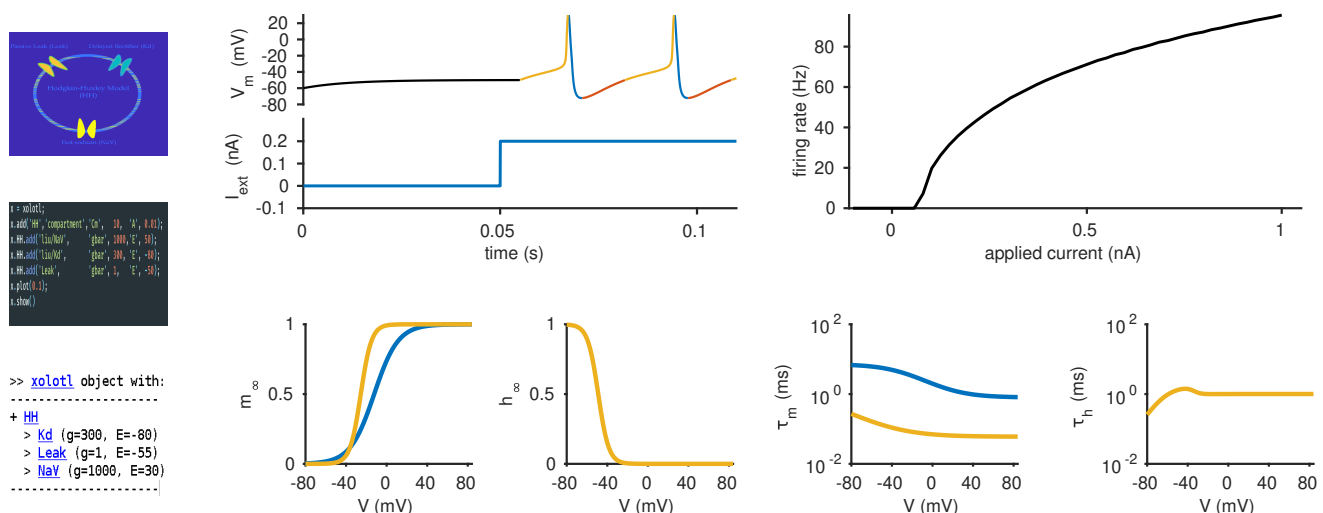 Passive Leak (Leak)
Delayed Rectifier (Kd)
Hodgkin-Huxley Model
(HH)
x = xolotl;
x.add('HH','compartment','Cm', 10, 'A', 0.01);
x.HH.add('liu/NaV', 'gbar', 1000,'E', 50);
x.HH.add('liu/Kd', 'gbar', 300, 'E', -80);
x.HH.add('Leak', 'gbar', 1, 'E', -50);
x.plot(0.1);
x.show()
>> xolotl object with:
---------------------
+ HH
> Kd (g=300, E=-80)
> Leak (g=1, E=-55)
> NaV (g=1000, E=30)
---------------------
V_m (mV)
20
0
-20
-40
-60
-80
I_ext (nA)
0.2
0.1
0
-0.1
0
0.05
0.1
time (s)
firing rate (Hz)
80
60
40
20
0
0
0.5
1
applied current (nA)
m_∞
1
0.5
0
-80 -40 0 40 80
V (mV)
h_∞
1
0.5
0
-80 -40 0 40 80
V (mV)
τ_m (ms)
10^2
10^0
10^-2
-80 -40 0 40 80
V (mV)
τ_h (ms)
10^2
10^0
10^-2
-80 -40 0 40 80
V (mV)